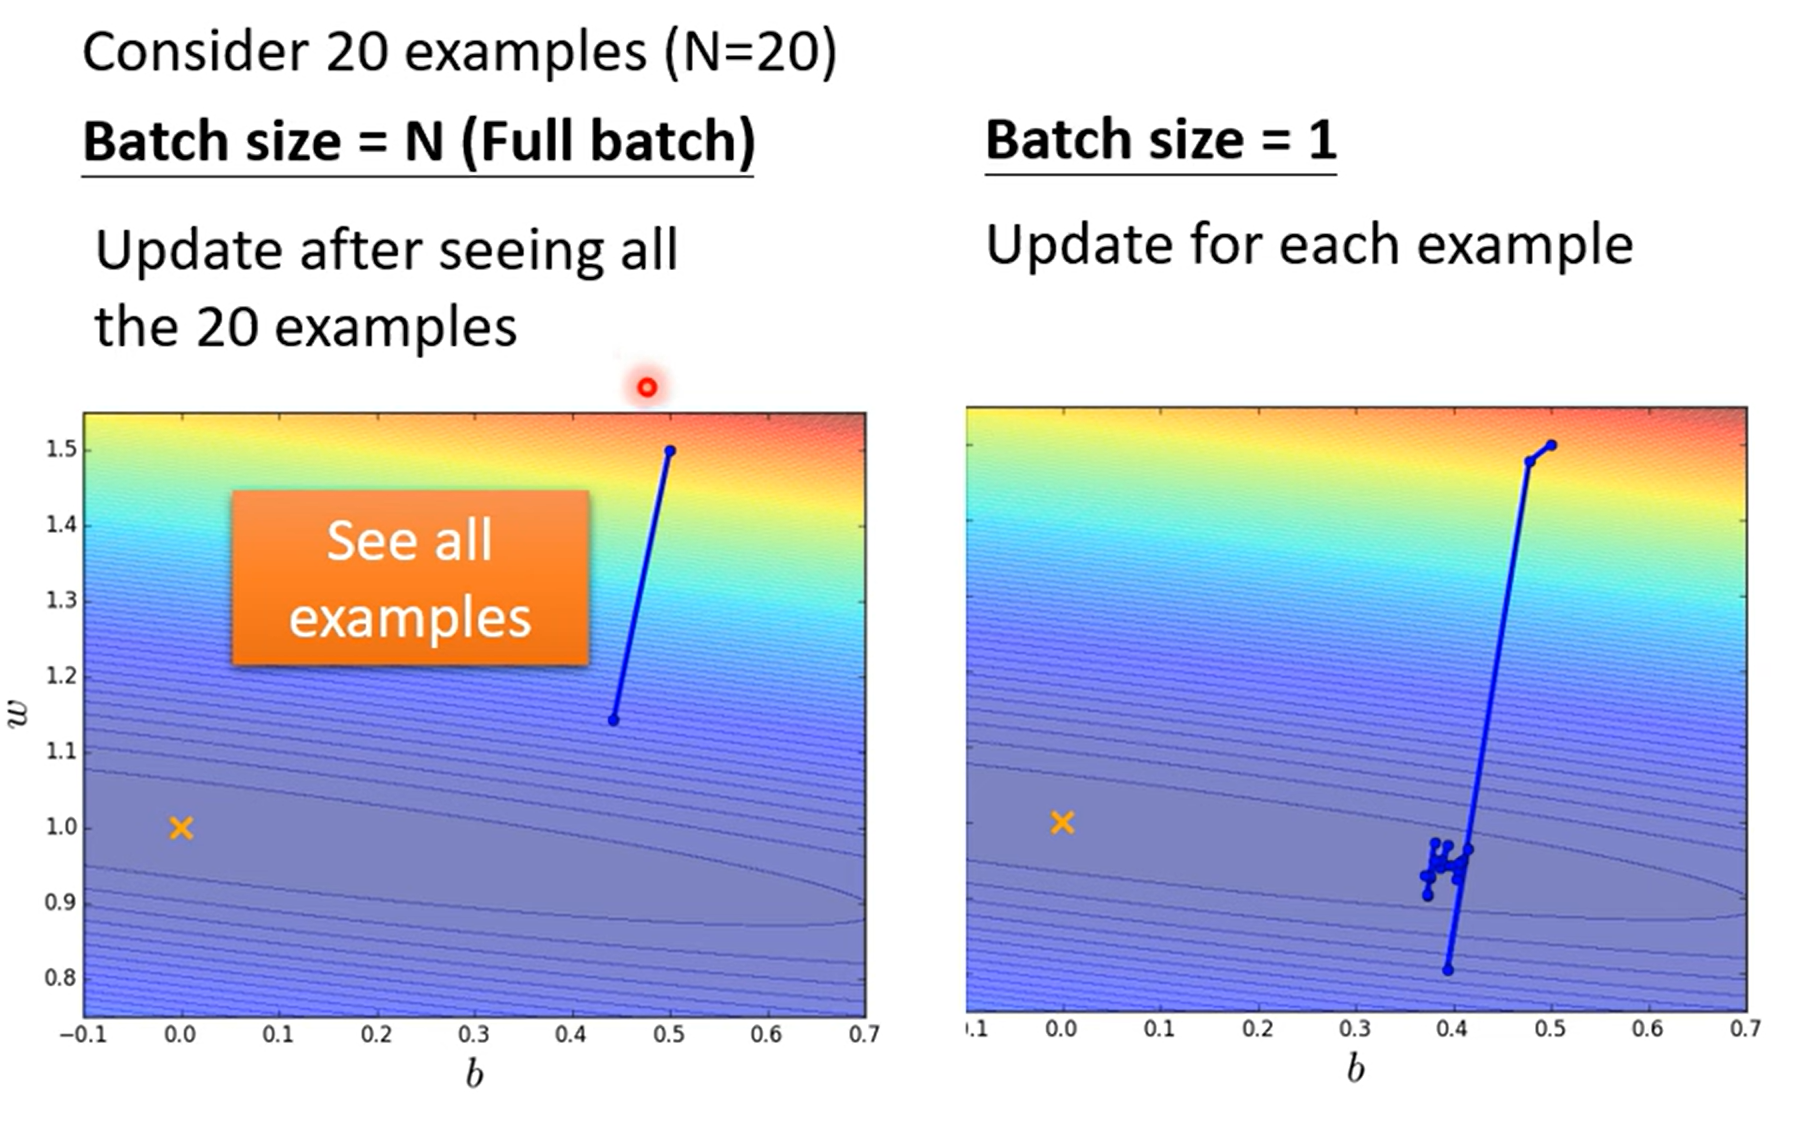 Consider 20 examples (N=20)
Batch size = N (Full batch)
Update after seeing all
the 20 examples
See all
examples
1.5
1.4
1.3
1.2
1.1
1.0
0.9
0.8
w
−0.1 0.0 0.1 0.2 0.3 0.4 0.5 0.6 0.7
b
Batch size = 1
Update for each example
.1 0.0 0.1 0.2 0.3 0.4 0.5 0.6 0.7
b